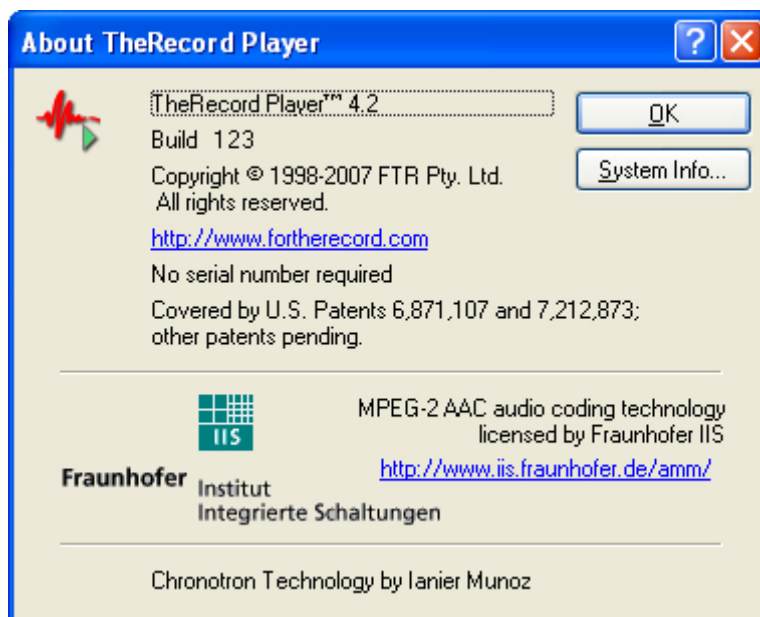 About TheRecord Player
?
X
TheRecord Player™ 4.2
OK
Build 123
Copyright © 1998-2007 FTR Pty. Ltd.
All rights reserved.
System Info...
http://www.fortherecord.com
No serial number required
Covered by U.S. Patents 6,871,107 and 7,212,873;
other patents pending.
IIS
Fraunhofer Institut
Integrierte Schaltungen
MPEG-2 AAC audio coding technology
licensed by Fraunhofer IIS
http://www.iis.fraunhofer.de/amm/
Chronotron Technology by Ianier Munoz